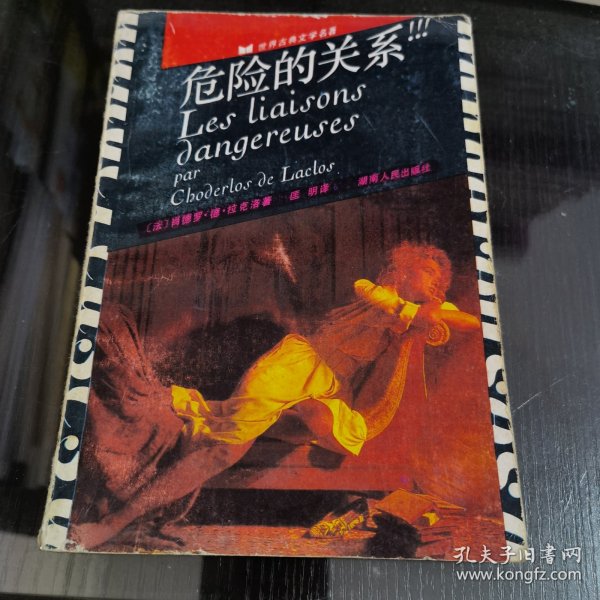 世界古典文学名著
危险的关系!!!
Les liaisons
dangereuses
par
Choderlos de Laclos
〔法〕肖德罗·德·拉克洛著 匡明译 湖南人民出版社
孔夫子旧书网
www.kongfz.com